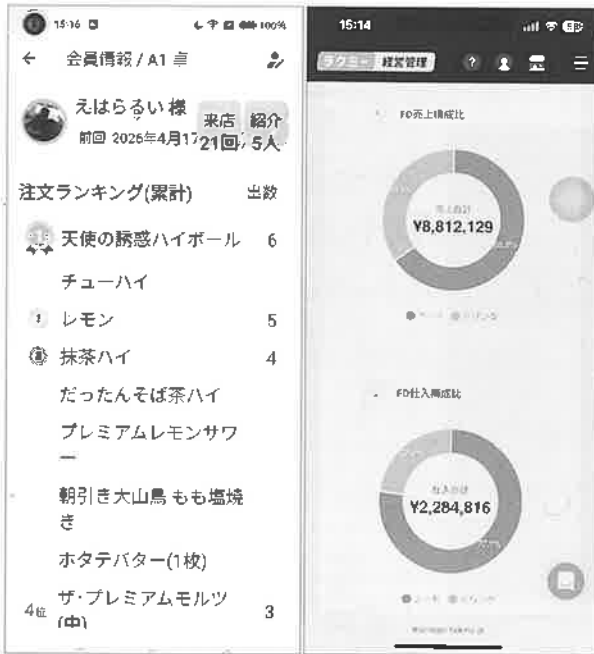 15:16
100%
会員情報 / A1 卓
えはらるい 様
前回 2026年4月17
来店
21回
紹介
5人
注文ランキング(累計)
出数
天使の誘惑ハイボール 6
チューハイ
レモン 5
抹茶ハイ 4
だったんそば茶ハイ
プレミアムレモンサワ
ー
朝引き大山鳥 もも塩焼
き
ホタテバター(1枚)
4位 ザ・プレミアムモルツ 3
(中)
15:14
経営管理
?
FD売上構成比
売上合計
¥8,812,129
FD仕入構成比
¥2,284,816